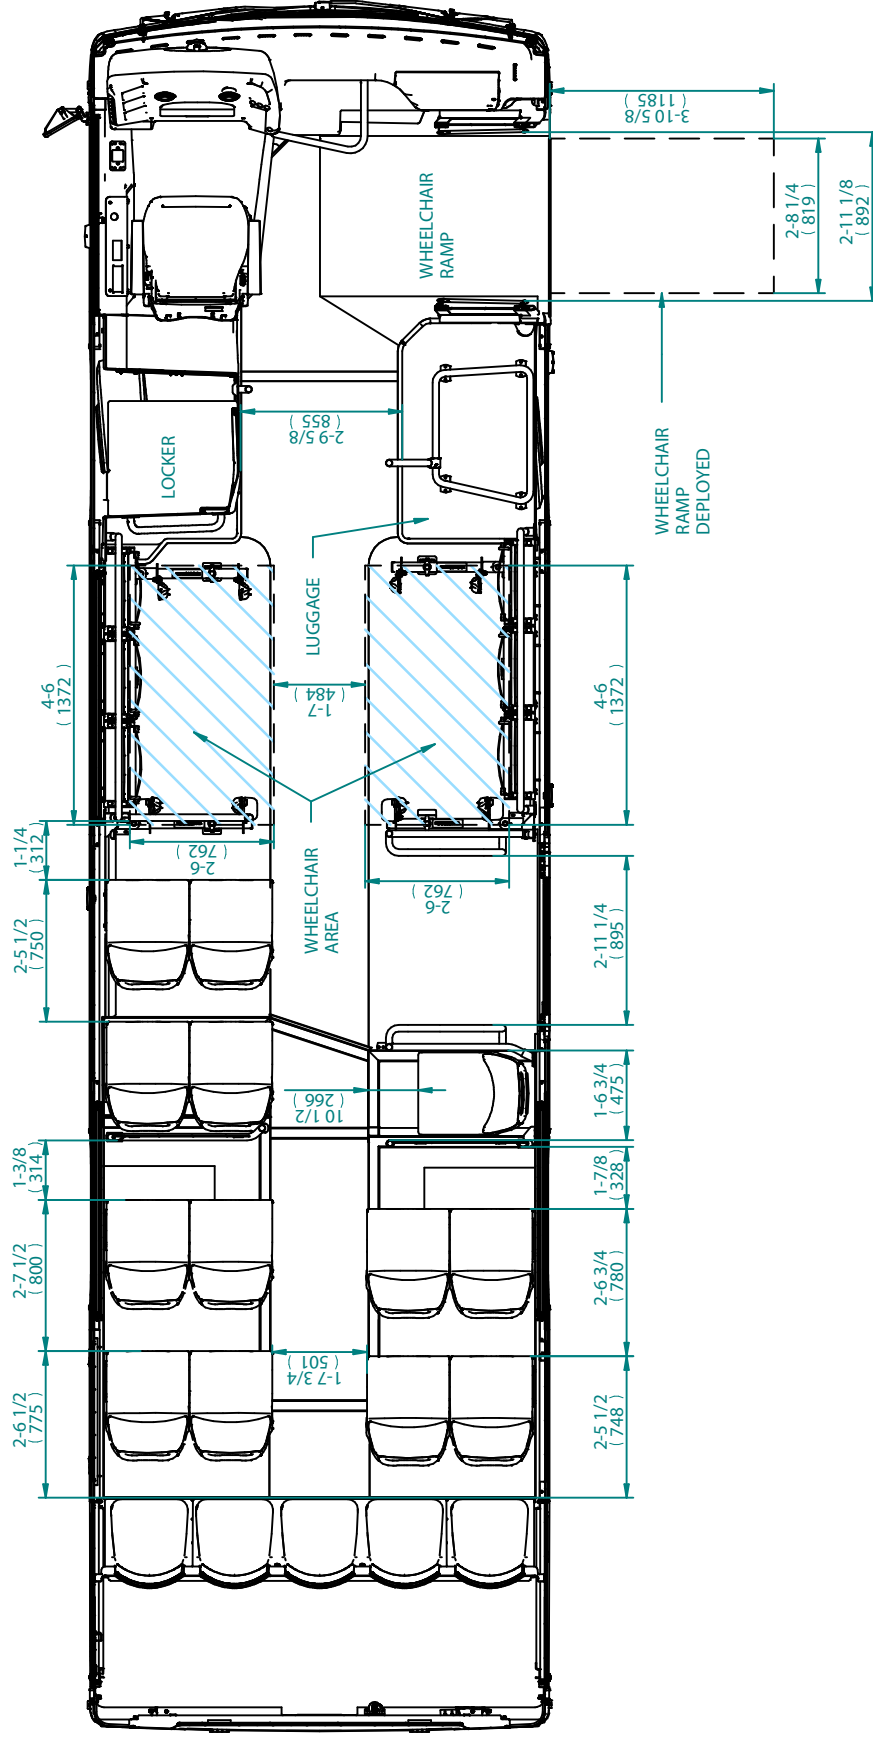 3-10 5/8
( 1185 )
2-8 1/4
( 819 )
2-11 1/8
( 892 )
WHEELCHAIR
RAMP
2-9 5/8
( 855 )
LOCKER
WHEELCHAIR
RAMP
DEPLOYED
LUGGAGE
4-6
( 1372 )
1-7
( 484 )
4-6
( 1372 )
1-1/4
( 312 )
2-6
( 762 )
2-6
( 762 )
WHEELCHAIR
AREA
2-5 1/2
( 750 )
2-11 1/4
( 895 )
10 1/2
( 266 )
1-6 3/4
( 475 )
1-3/8
( 314 )
1-7/8
( 328 )
2-7 1/2
( 800 )
2-6 3/4
( 780 )
1-7 3/4
( 501 )
2-6 1/2
( 775 )
2-5 1/2
( 748 )